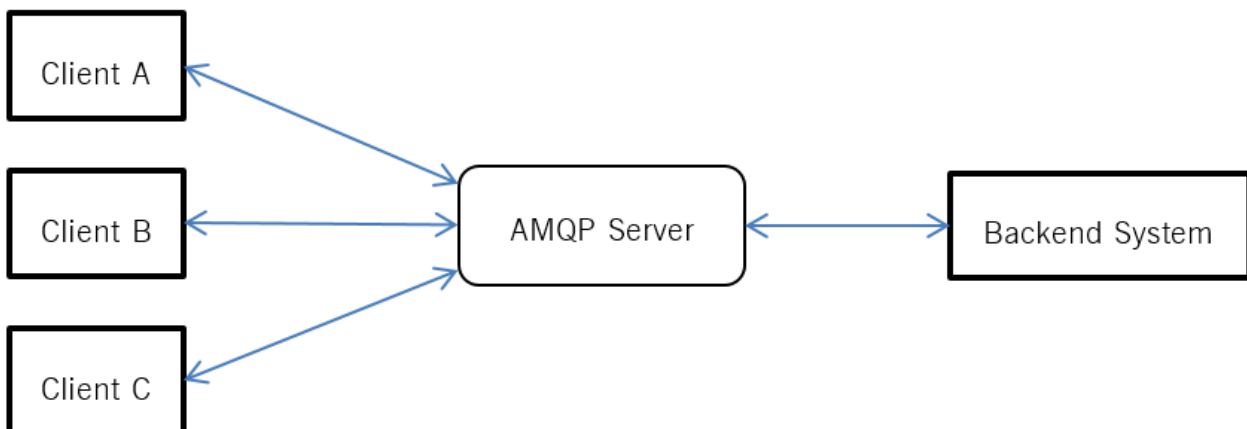 Client A
Client B
AMQP Server
Backend System
Client C